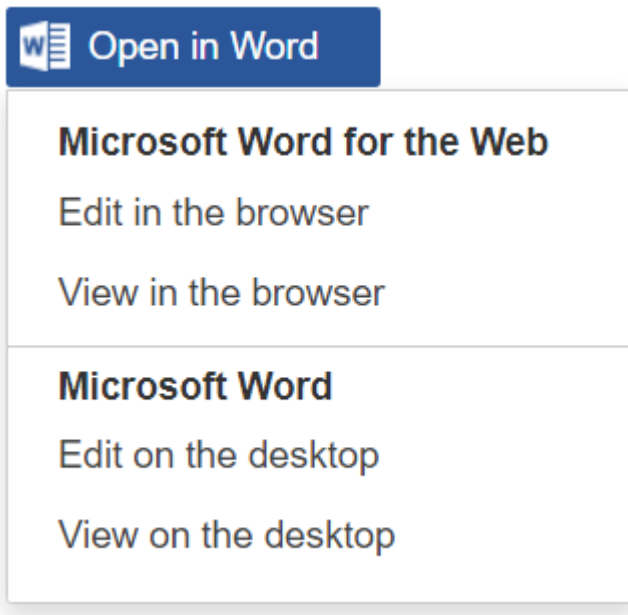 Open in Word
Microsoft Word for the Web
Edit in the browser
View in the browser
Microsoft Word
Edit on the desktop
View on the desktop